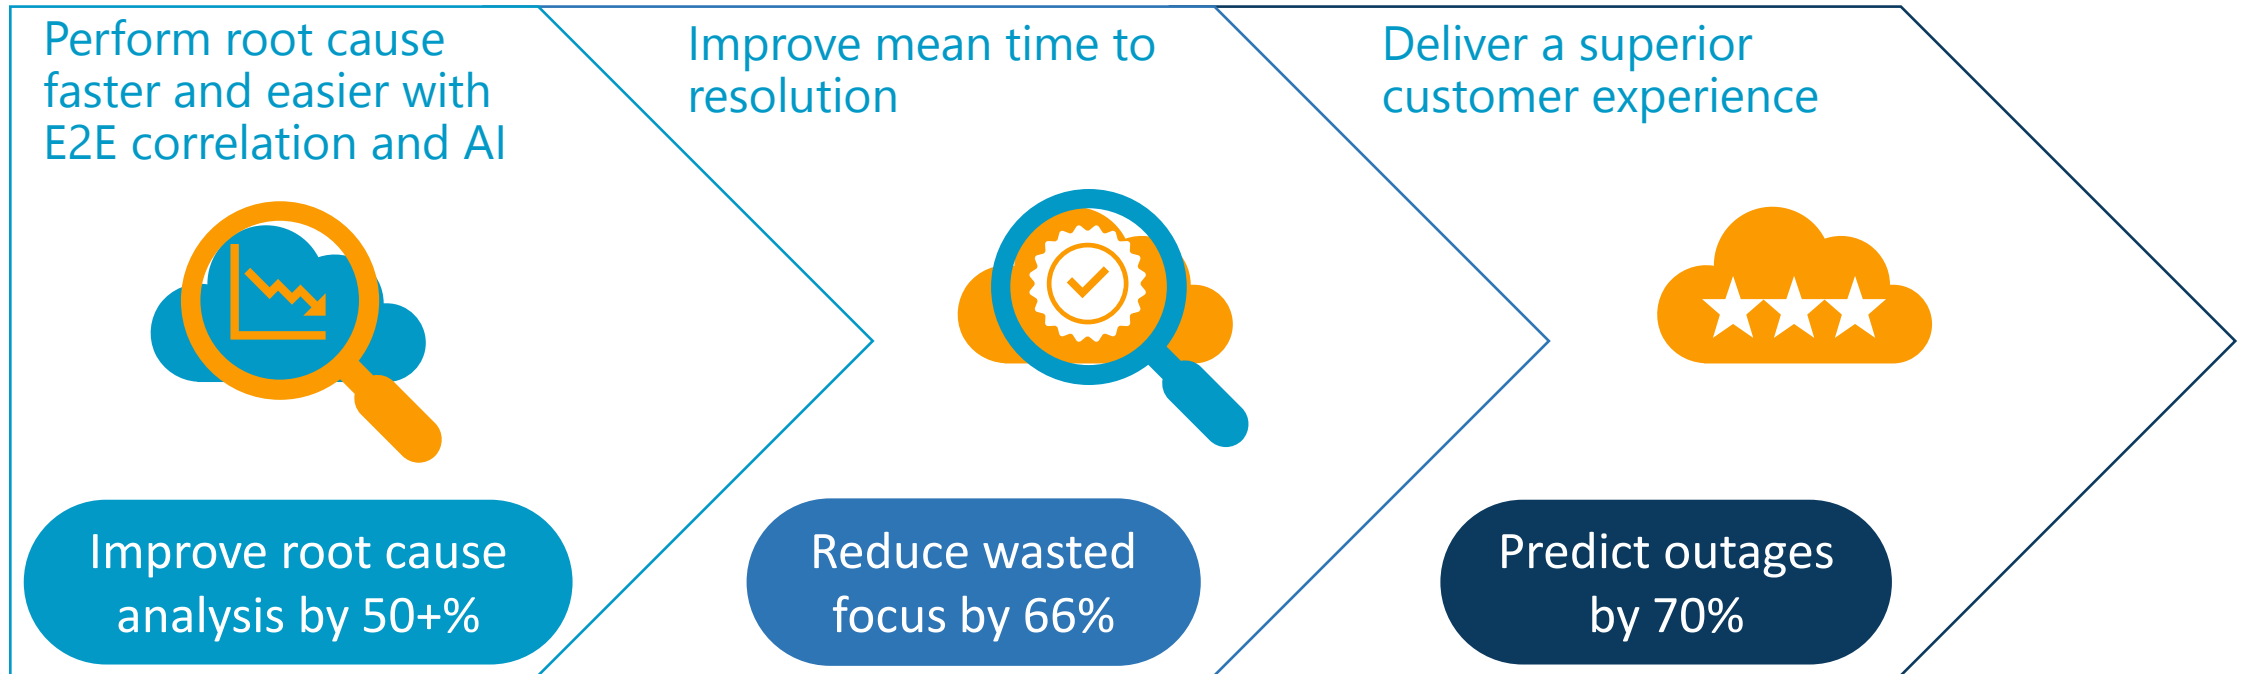 Perform root cause
faster and easier with
E2E correlation and AI
Improve root cause
analysis by 50+%
Improve mean time to
resolution
Reduce wasted
focus by 66%
Deliver a superior
customer experience
Predict outages
by 70%